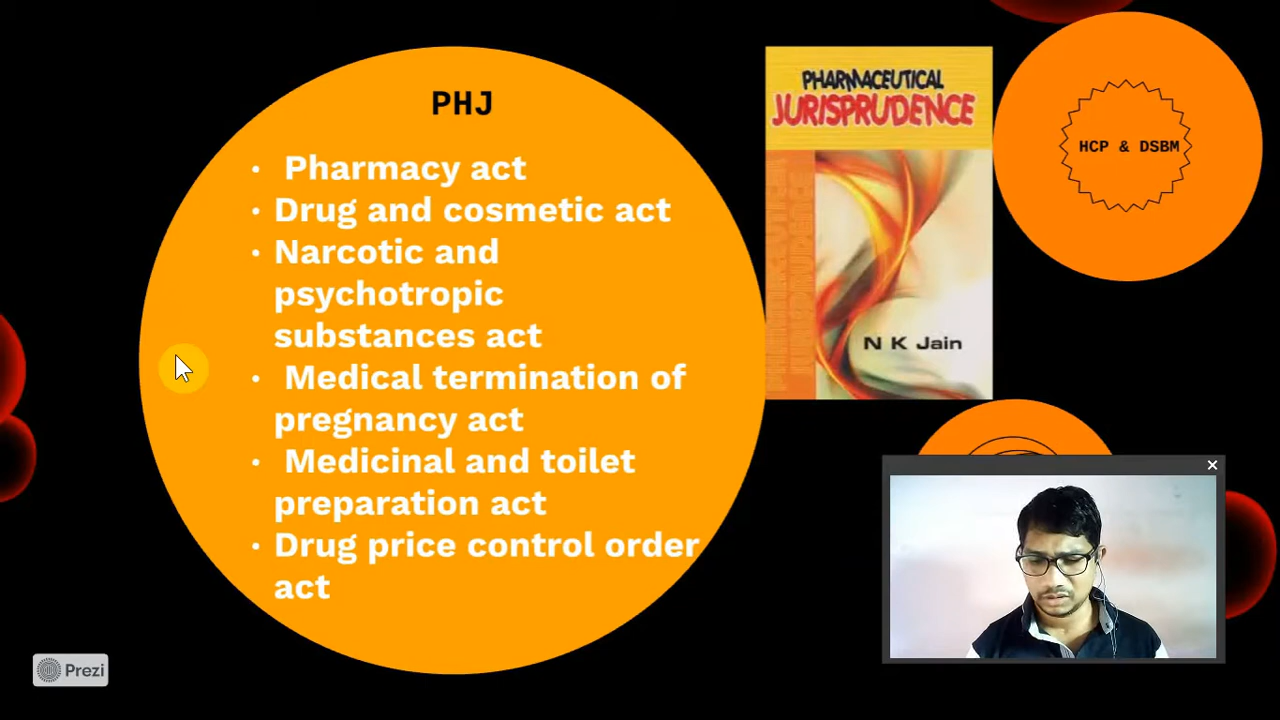 PHJ
• Pharmacy act
• Drug and cosmetic act
• Narcotic and
psychotropic
substances act
• Medical termination of
pregnancy act
• Medicinal and toilet
preparation act
• Drug price control order
act
PHARMACEUTICAL
JURISPRUDENCE
N K Jain
HCP & DSBM
Prezi